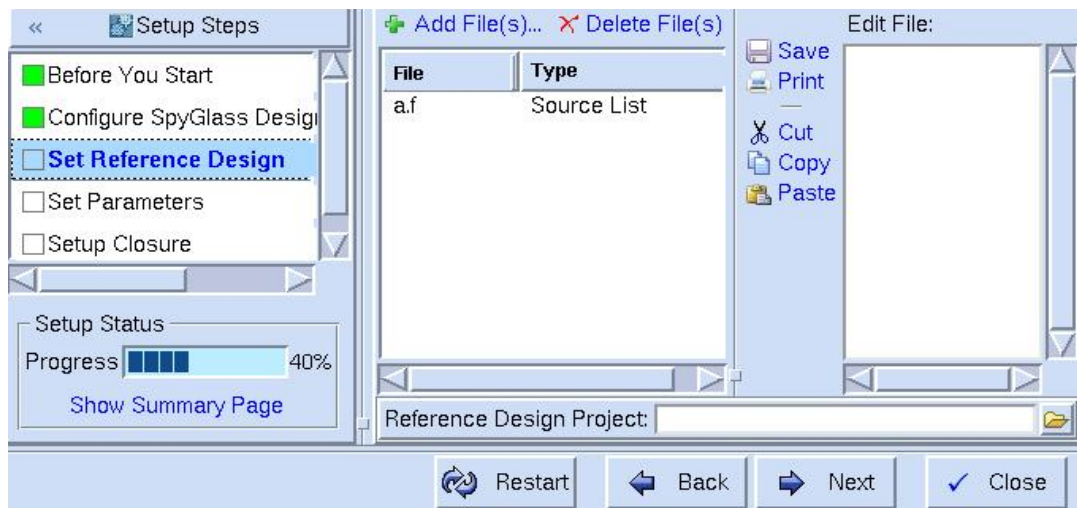 « Setup Steps
Before You Start
Configure SpyGlass Desig
Set Reference Design
Set Parameters
Setup Closure
Setup Status
Progress 40%
Show Summary Page
Add File(s)... Delete File(s)
File Type
a.f Source List
Save
Print
Cut
Copy
Paste
Edit File:
Reference Design Project:
Restart Back Next Close